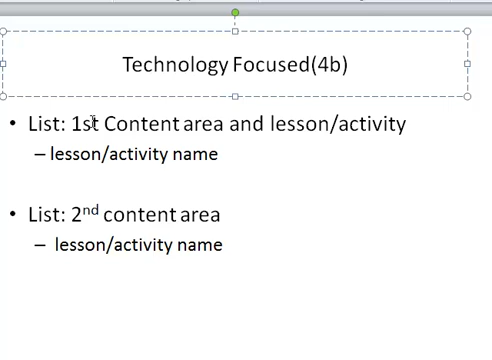 Technology Focused(4b)
• List: 1st Content area and lesson/activity
– lesson/activity name
• List: 2nd content area
– lesson/activity name